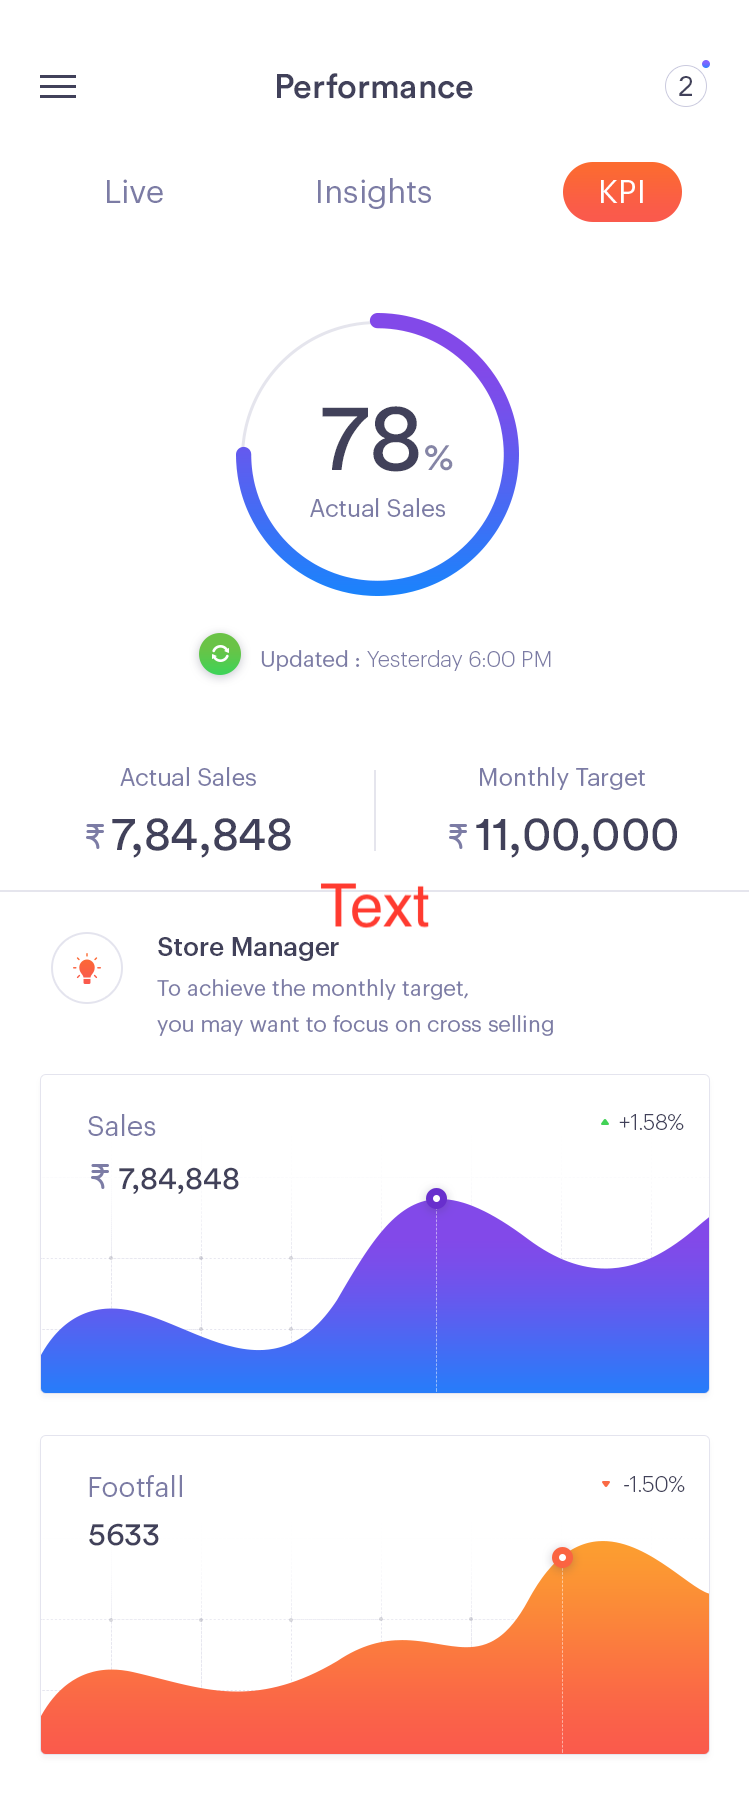 Performance
2
Live
Insights
KPI
78%
Actual Sales
Updated : Yesterday 6:00 PM
Actual Sales
₹ 7,84,848
Monthly Target
₹ 11,00,000
Text
Store Manager
To achieve the monthly target,
you may want to focus on cross selling
Sales
+1.58%
₹ 7,84,848
Footfall
-1.50%
5633